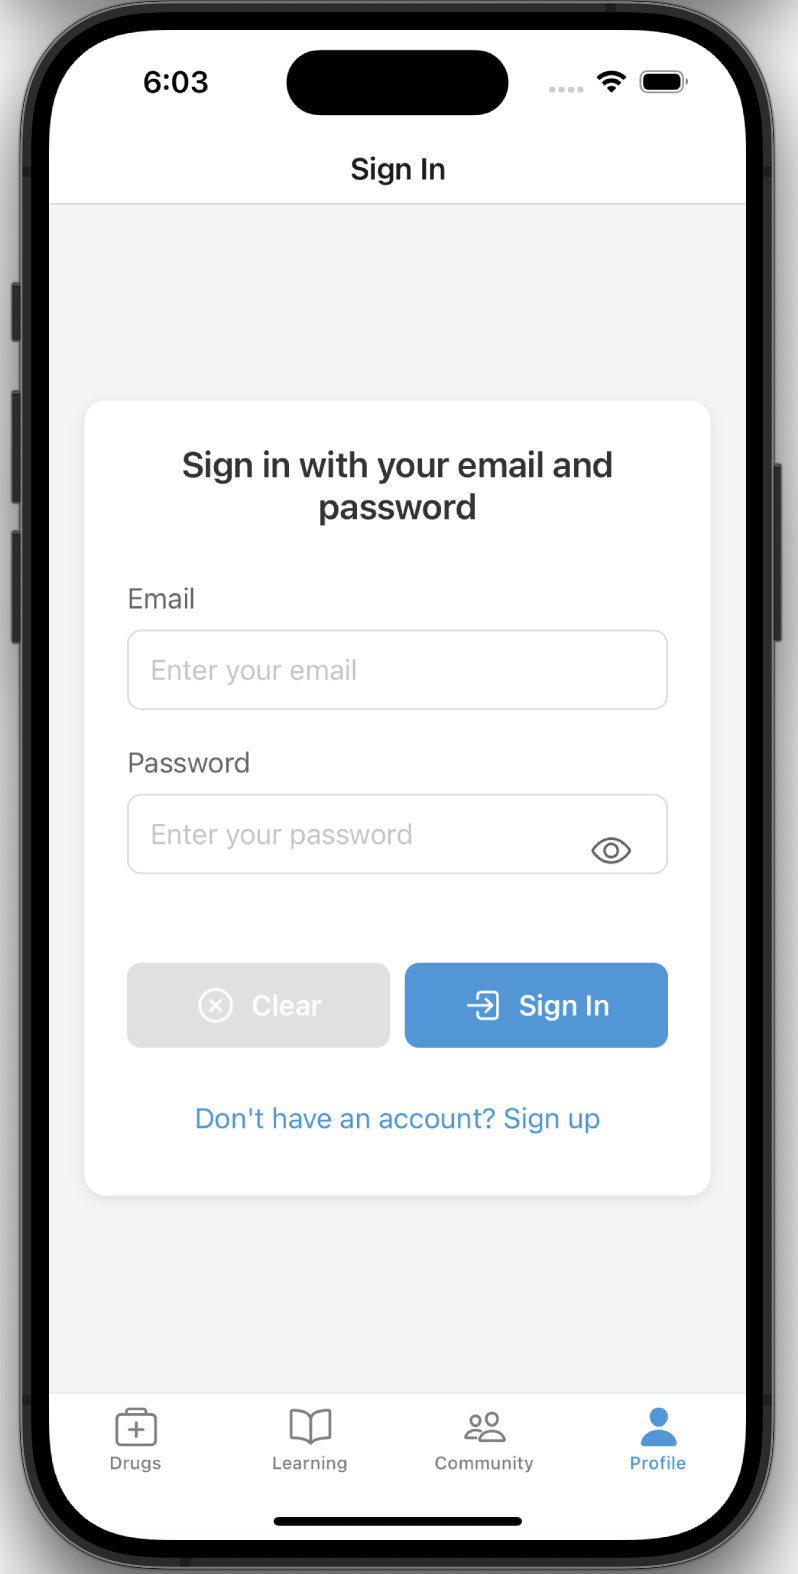 6:03
Sign In
Sign in with your email and
password
Email
Enter your email
Password
Enter your password
Clear
Sign In
Don't have an account? Sign up
Drugs
Learning
Community
Profile